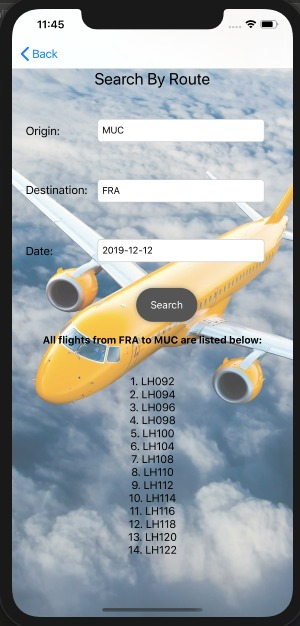 11:45
Back
Search By Route
Origin: MUC
Destination: FRA
Date: 2019-12-12
Search
All flights from FRA to MUC are listed below:
1. LH092
2. LH094
3. LH096
4. LH098
5. LH100
6. LH104
7. LH108
8. LH110
9. LH112
10. LH114
11. LH116
12. LH118
13. LH120
14. LH122